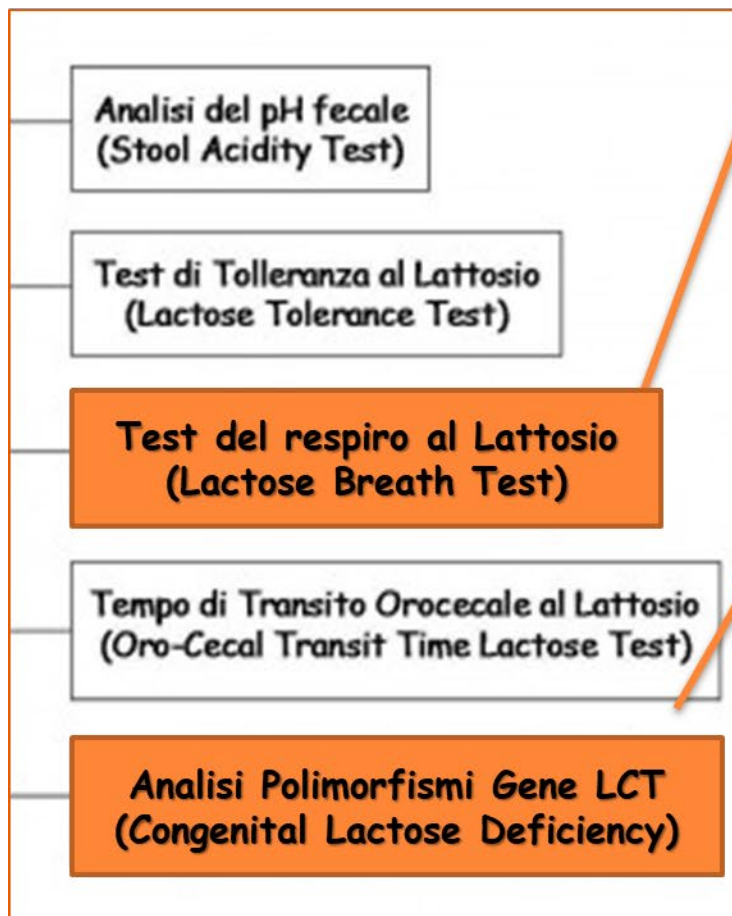 Analisi del pH fecale
(Stool Acidity Test)
Test di Tolleranza al Lattosio
(Lactose Tolerance Test)
Test del respiro al Lattosio
(Lactose Breath Test)
Tempo di Transito Orocecale al Lattosio
(Oro-Cecal Transit Time Lactose Test)
Analisi Polimorfismi Gene LCT
(Congenital Lactose Deficiency)